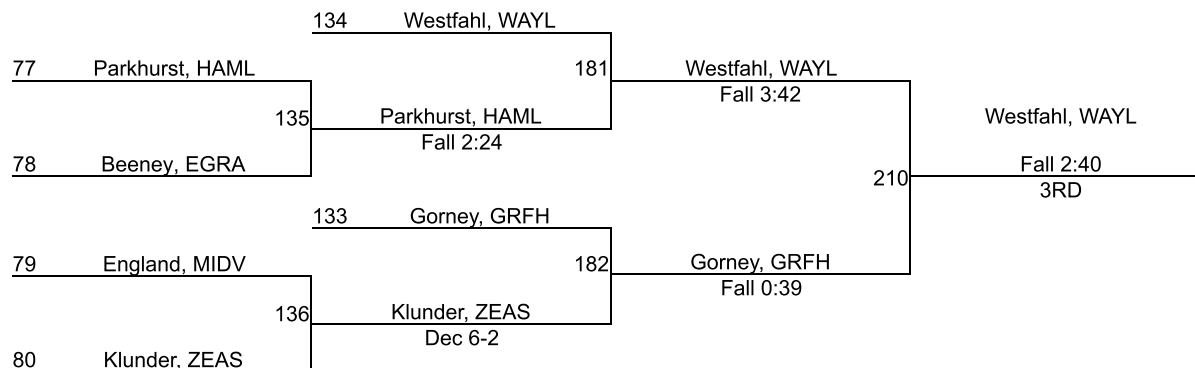 134 Westfahl, WAYL
77 Parkhurst, HAML
181 Westfahl, WAYL
Fall 3:42
135 Parkhurst, HAML
Fall 2:24
Westfahl, WAYL
78 Beeney, EGRA
Fall 2:40
210
3RD
133 Gorney, GRFH
79 England, MIDV
182 Gorney, GRFH
Fall 0:39
136 Klunder, ZEAS
Dec 6-2
80 Klunder, ZEAS